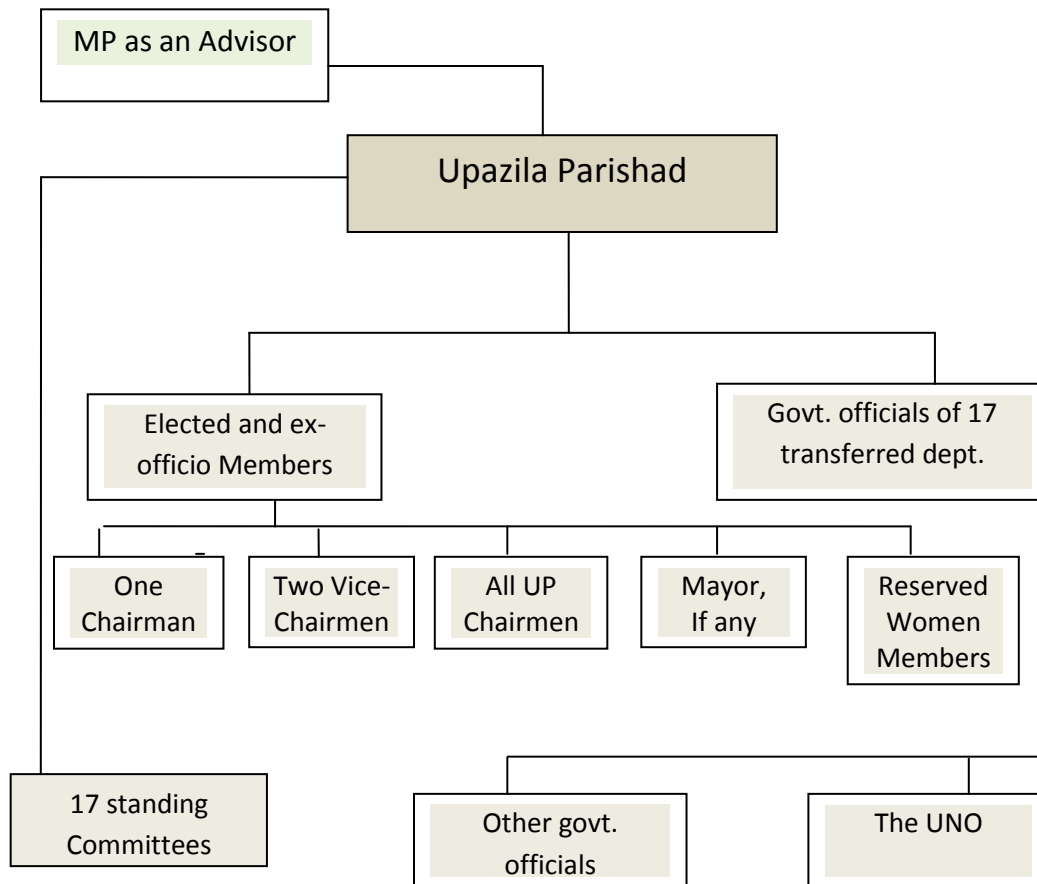 MP as an Advisor
Upazila Parishad
Elected and ex-
officio Members
Govt. officials of 17
transferred dept.
One
Chairman
Two Vice-
Chairmen
All UP
Chairmen
Mayor,
If any
Reserved
Women
Members
17 standing
Committees
Other govt.
officials
The UNO